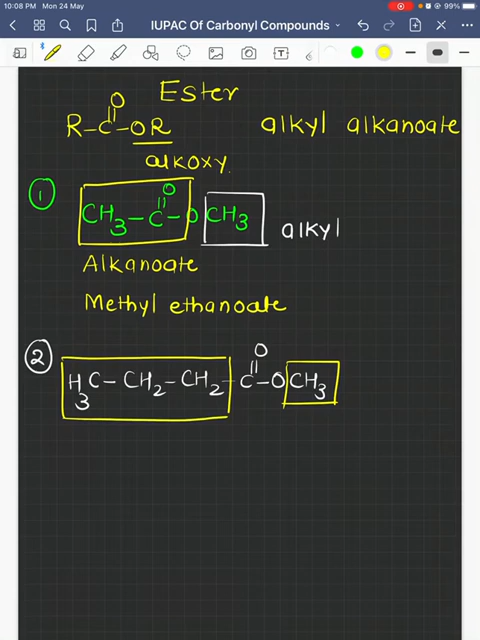 10:08 PM Mon 24 May 99%
IUPAC Of Carbonyl Compounds
T
Ester
O
R-C-OR alkyl alkanoate
alkoxy
1 O
CH3-C-OCH3 alkyl
Alkanoate
Methyl ethanoate
2 O
H3C-CH2-CH2-C-OCH3